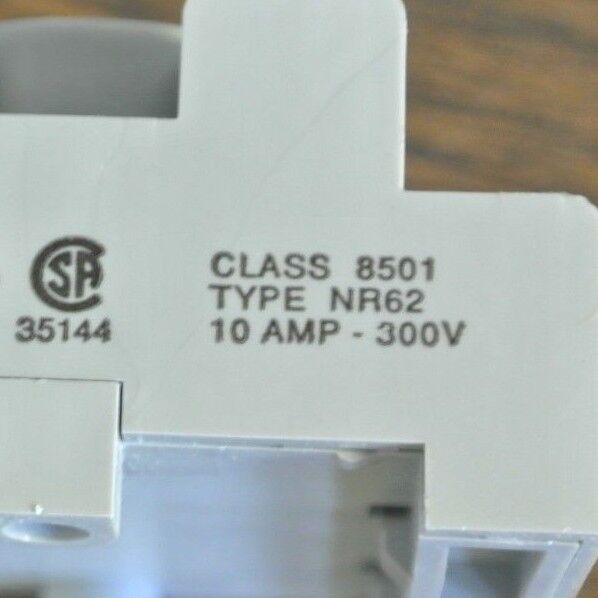 CSA
35144
CLASS 8501
TYPE NR62
10 AMP - 300V